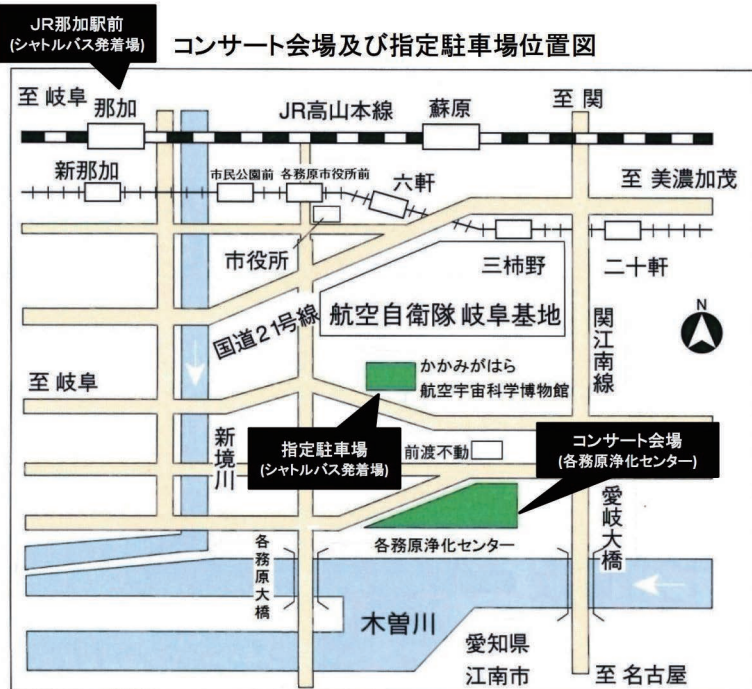 JR那加駅前
(シャトルバス発着場)
コンサート会場及び指定駐車場位置図
至 岐阜
那加
JR高山本線
蘇原
至 関
新那加
市民公園前
各務原市役所前
六軒
至 美濃加茂
市役所
三柿野
二十軒
国道21号線
航空自衛隊 岐阜基地
関江南線
N
至 岐阜
かかみがはら
航空宇宙科学博物館
新境川
指定駐車場
(シャトルバス発着場)
前渡不動
コンサート会場
(各務原浄化センター)
各務原大橋
各務原浄化センター
愛岐大橋
木曽川
愛知県
江南市
至 名古屋